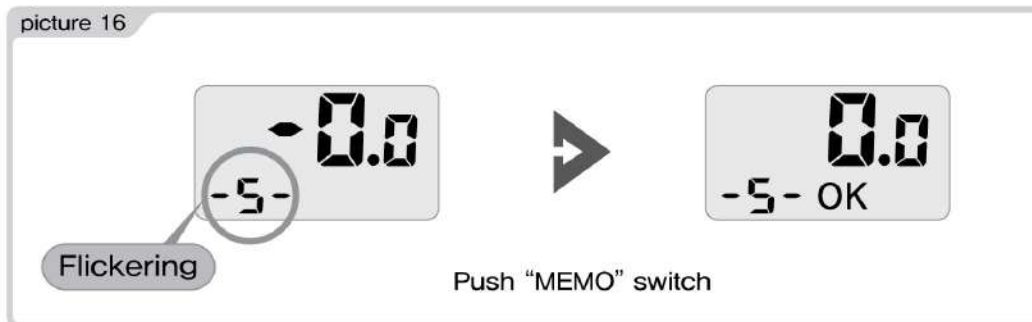 picture 16
-0.0
-5-
0.0
-5- OK
Flickering
Push “MEMO” switch